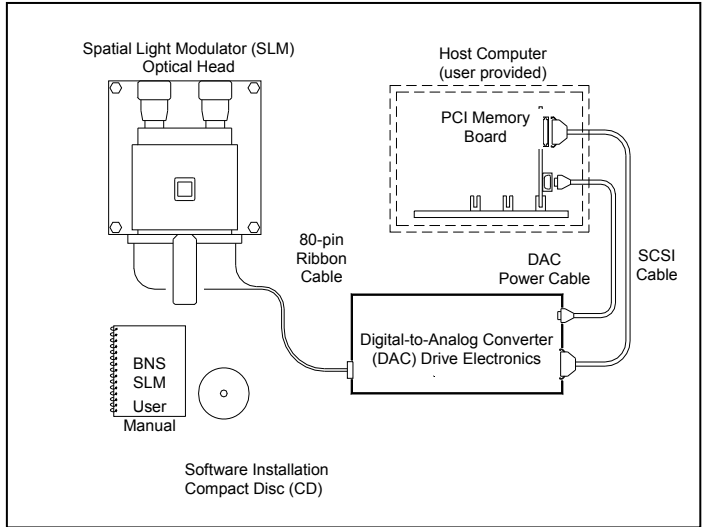 Spatial Light Modulator (SLM)
Optical Head
Host Computer
(user provided)
PCI Memory
Board
80-pin
Ribbon
Cable
DAC
Power Cable
SCSI
Cable
Digital-to-Analog Converter
(DAC) Drive Electronics
BNS
SLM
User
Manual
Software Installation
Compact Disc (CD)